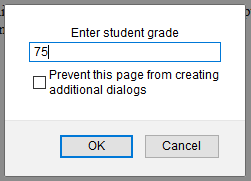 Enter student grade
75
Prevent this page from creating
additional dialogs
OK
Cancel